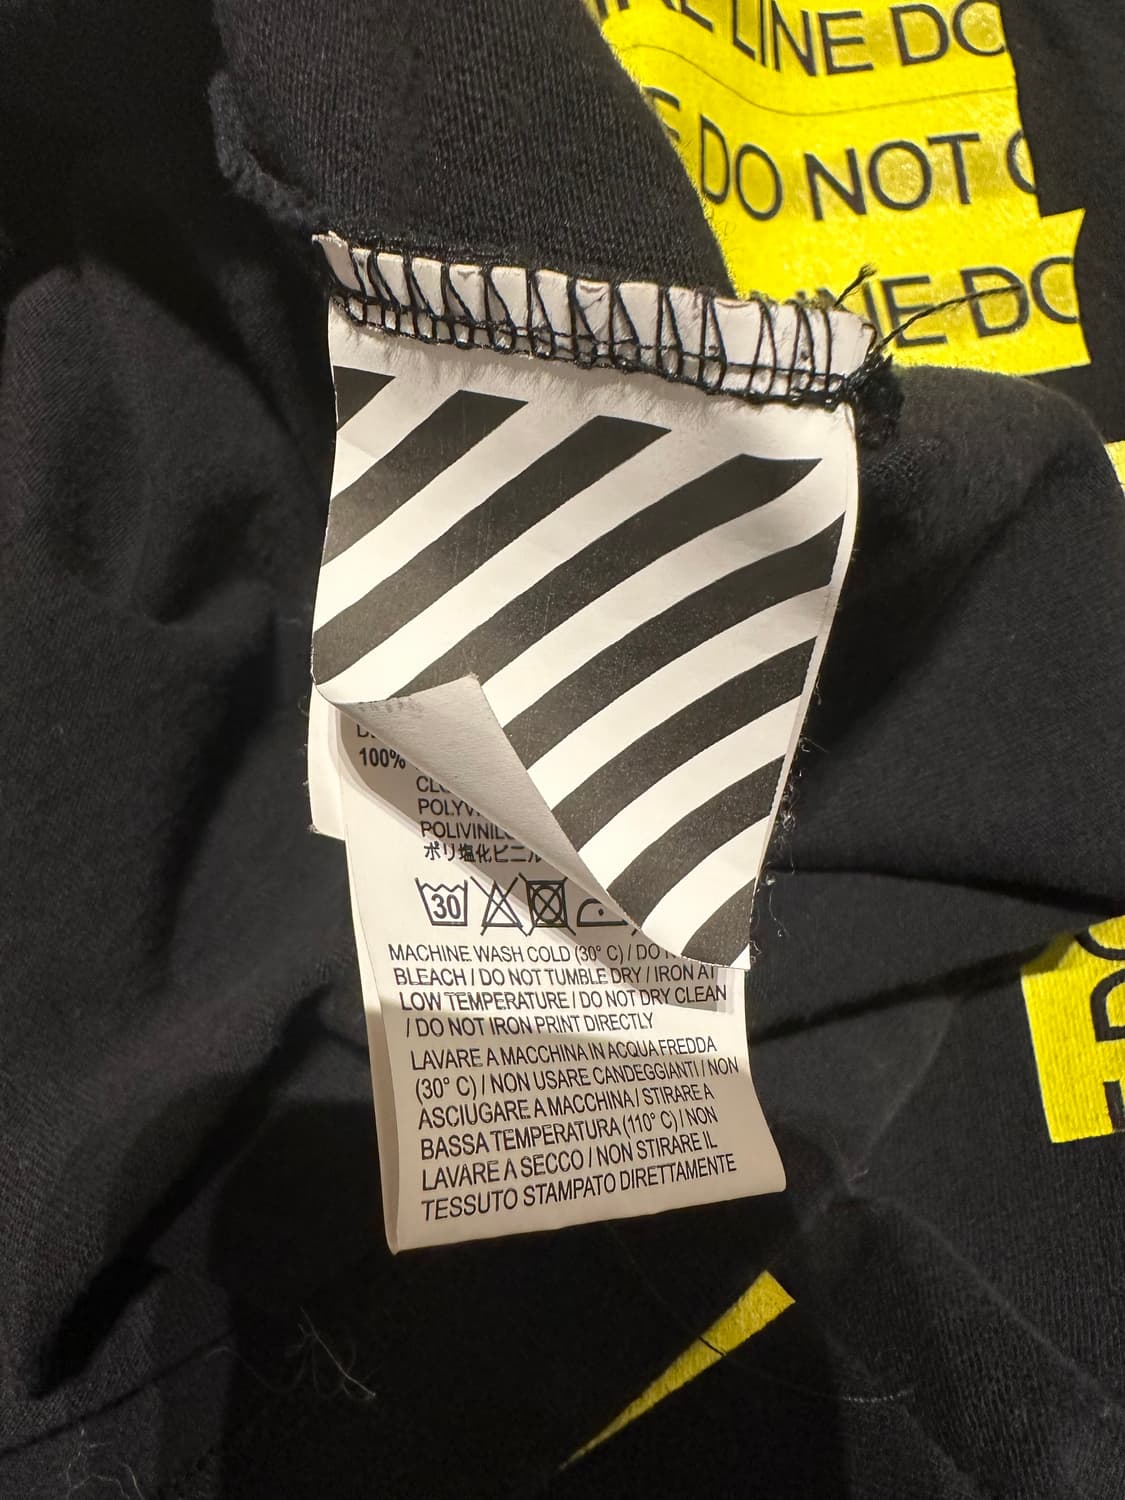 LINE DO
DO NOT
LINE DO
100%
POLIVINIL
ポリ塩化ビニル
30
MACHINE WASH COLD (30° C) / DO
BLEACH / DO NOT TUMBLE DRY / IRON AT
LOW TEMPERATURE / DO NOT DRY CLEAN
/ DO NOT IRON PRINT DIRECTLY
LAVARE A MACCHINA IN ACQUA FREDDA
(30° C) / NON USARE CANDEGGIANTI / NON
ASCIUGARE A MACCHINA / STIRARE A
BASSA TEMPERATURA (110° C) / NON
LAVARE A SECCO / NON STIRARE IL
TESSUTO STAMPATO DIRETTAMENTE